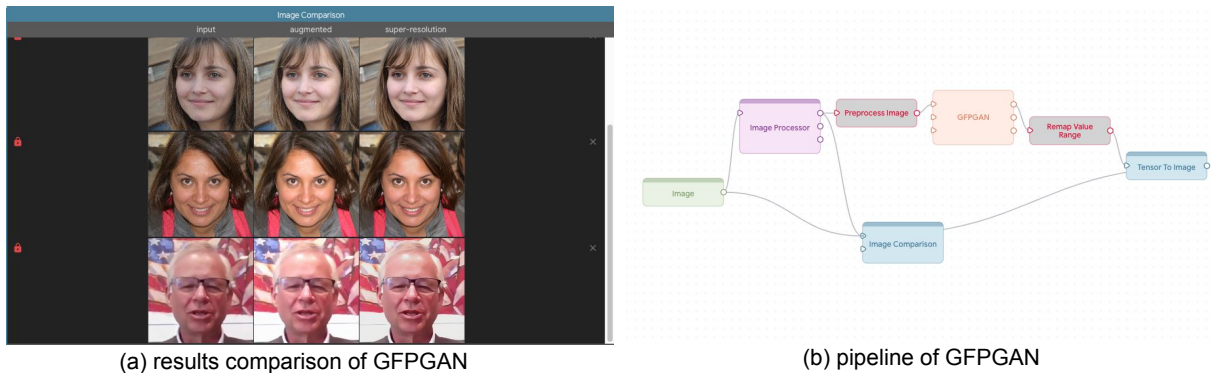 Image Comparison
input augmented super-resolution
(a) results comparison of GFPGAN
Image
Image Processor
Preprocess Image
GFPGAN
Remap Value
Range
Tensor To Image
Image Comparison
(b) pipeline of GFPGAN